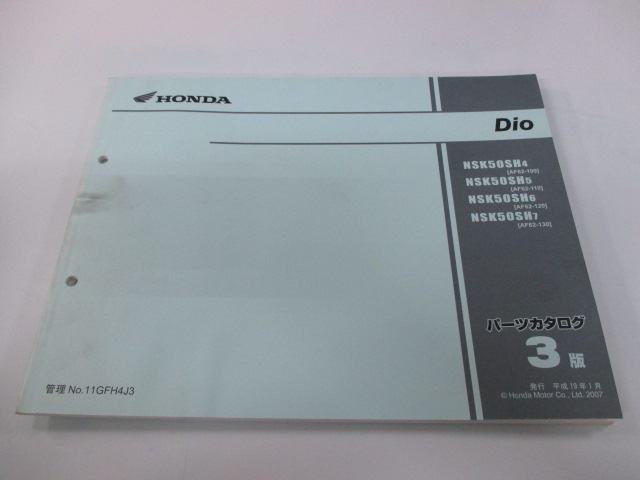 HONDA
Dio
NSK50SH4
[AF62-100]
NSK50SH5
[AF62-110]
NSK50SH6
[AF62-120]
NSK50SH7
[AF62-130]
パーツカタログ
3版
発行 平成19年1月
© Honda Motor Co., Ltd. 2007
管理 No.11GFH4J3